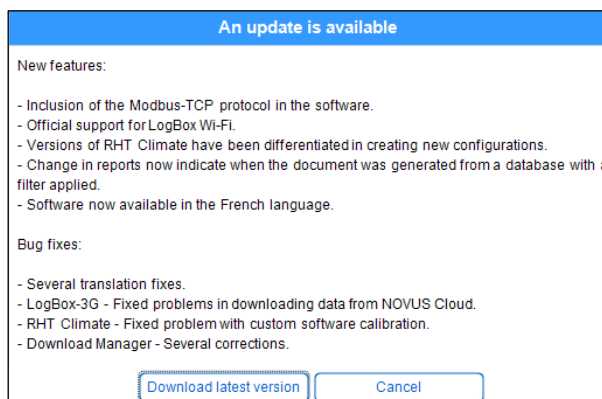 An update is available
New features:
- Inclusion of the Modbus-TCP protocol in the software.
- Official support for LogBox Wi-Fi.
- Versions of RHT Climate have been differentiated in creating new configurations.
- Change in reports now indicate when the document was generated from a database with a
filter applied.
- Software now available in the French language.
Bug fixes:
- Several translation fixes.
- LogBox-3G - Fixed problems in downloading data from NOVUS Cloud.
- RHT Climate - Fixed problem with custom software calibration.
- Download Manager - Several corrections.
Download latest version Cancel